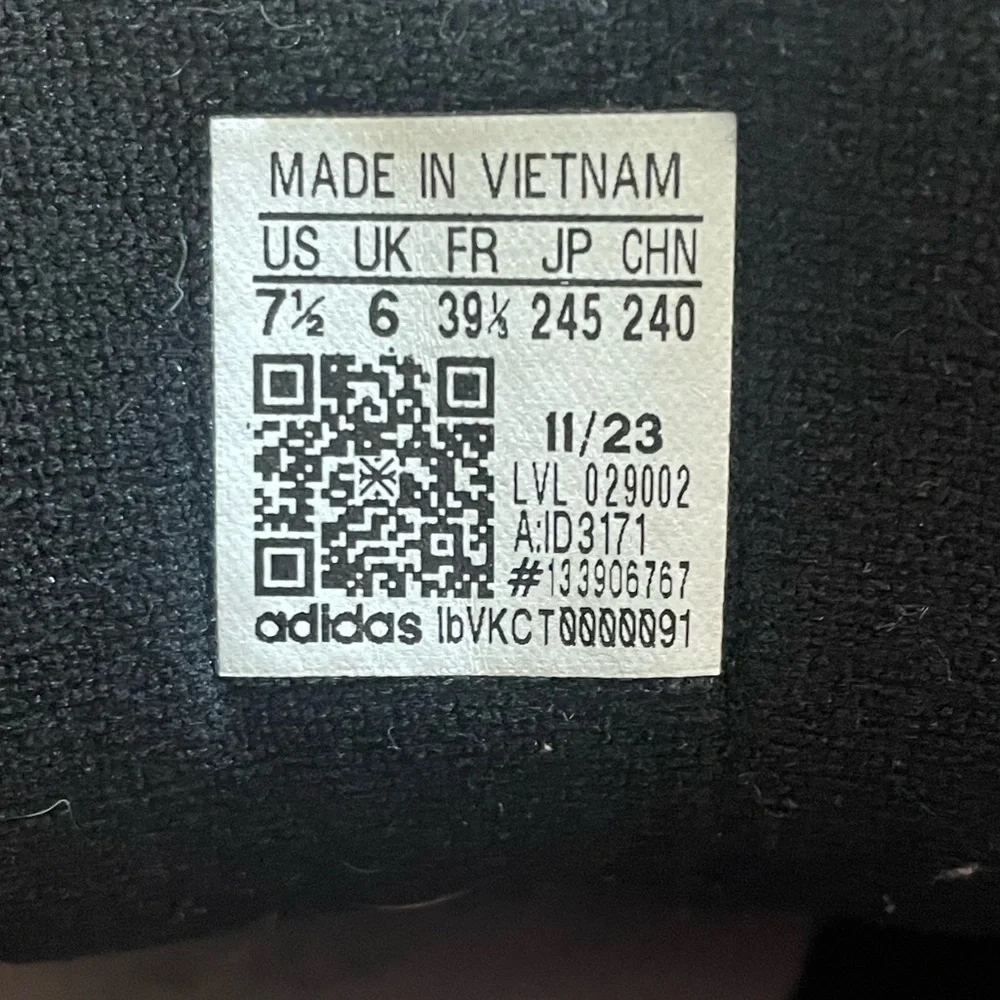 MADE IN VIETNAM
US UK FR JP CHN
7½ 6 39⅓ 245 240
11/23
LVL 029002
A:ID3171
#133906767
adidas 1bVKCT0000091